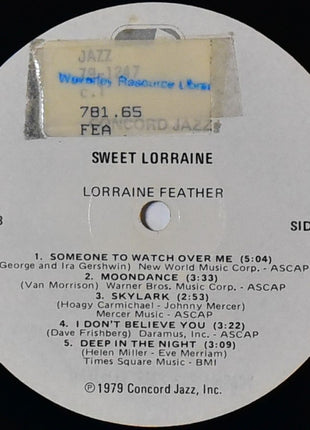 JAZZ
Waverley Resource Libra
c.1
781.65
FEA CONCORD JAZZ
SWEET LORRAINE
LORRAINE FEATHER
SID
1. SOMEONE TO WATCH OVER ME (5:04)
George and Ira Gershwin) New World Music Corp. - ASCAP
2. MOONDANCE (3:33)
(Van Morrison) Warner Bros. Music Corp. - ASCAP
3. SKYLARK (2:53)
(Hoagy Carmichael - Johnny Mercer)
Mercer Music - ASCAP
4. I DON'T BELIEVE YOU (3:22)
(Dave Frishberg) Daramus, Inc. - ASCAP
5. DEEP IN THE NIGHT (3:09)
(Helen Miller - Eve Merriam)
Times Square Music - BMI
Ⓟ1979 Concord Jazz, Inc.